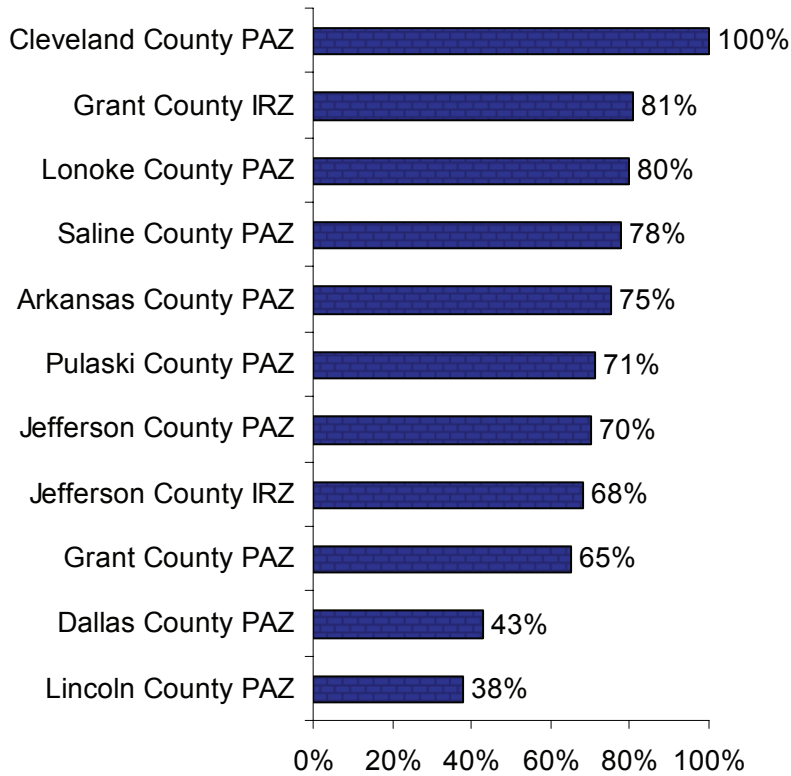 Cleveland County PAZ 100%
Grant County IRZ 81%
Lonoke County PAZ 80%
Saline County PAZ 78%
Arkansas County PAZ 75%
Pulaski County PAZ 71%
Jefferson County PAZ 70%
Jefferson County IRZ 68%
Grant County PAZ 65%
Dallas County PAZ 43%
Lincoln County PAZ 38%
0% 20% 40% 60% 80% 100%